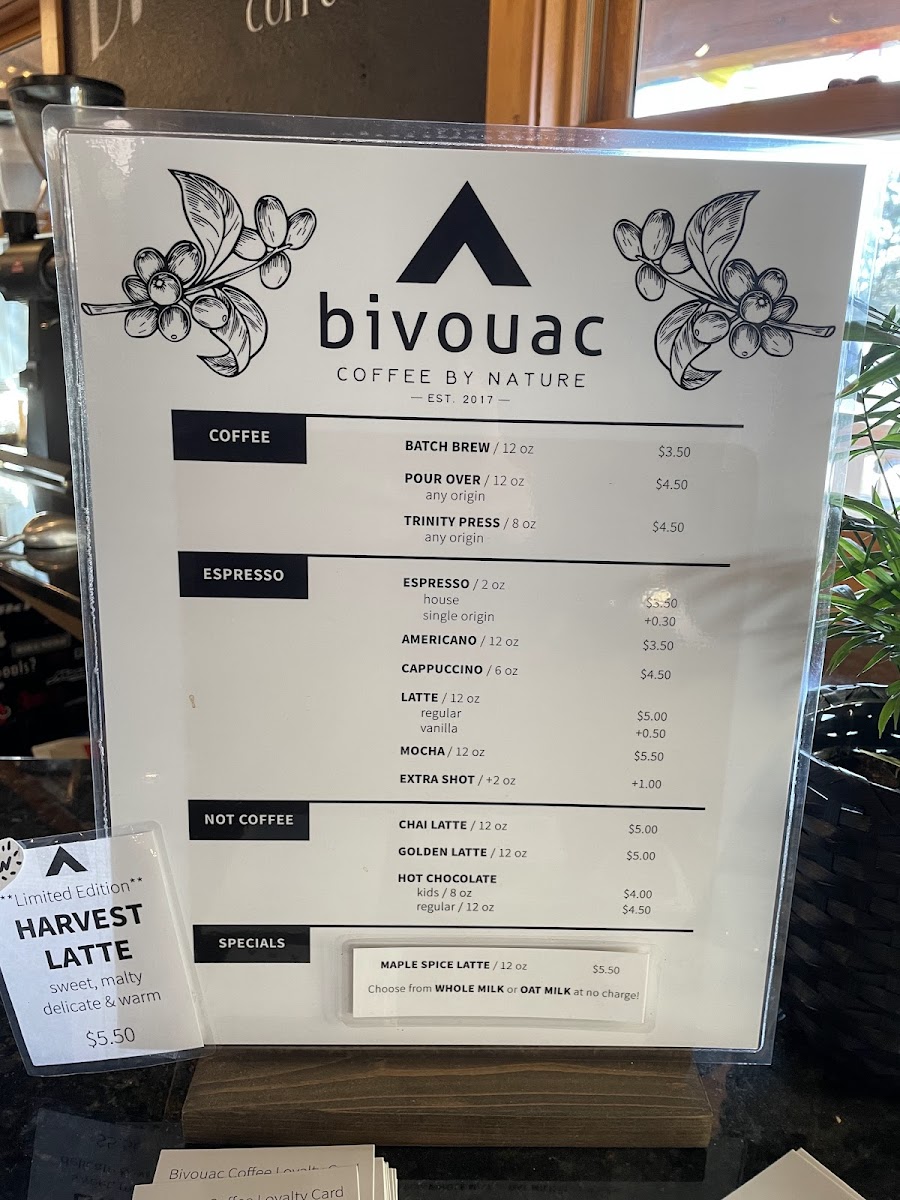 bivouac
COFFEE BY NATURE
— EST. 2017 —
COFFEE
BATCH BREW / 12 oz $3.50
POUR OVER / 12 oz $4.50
any origin
TRINITY PRESS / 8 oz $4.50
any origin
ESPRESSO
ESPRESSO / 2 oz
house $3.50
single origin +0.30
AMERICANO / 12 oz $3.50
CAPPUCCINO / 6 oz $4.50
LATTE / 12 oz
regular $5.00
vanilla +0.50
MOCHA / 12 oz $5.50
EXTRA SHOT / +2 oz +1.00
NOT COFFEE
CHAI LATTE / 12 oz $5.00
GOLDEN LATTE / 12 oz $5.00
HOT CHOCOLATE
kids / 8 oz $4.00
regular / 12 oz $4.50
SPECIALS
MAPLE SPICE LATTE / 12 oz $5.50
Choose from WHOLE MILK or OAT MILK at no charge!
**Limited Edition**
HARVEST
LATTE
sweet, malty
delicate & warm
$5.50
Bivouac Coffee Loyalty
Coffee Loyalty Card